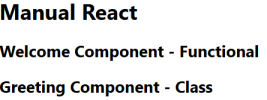 Manual React
Welcome Component - Functional
Greeting Component - Class